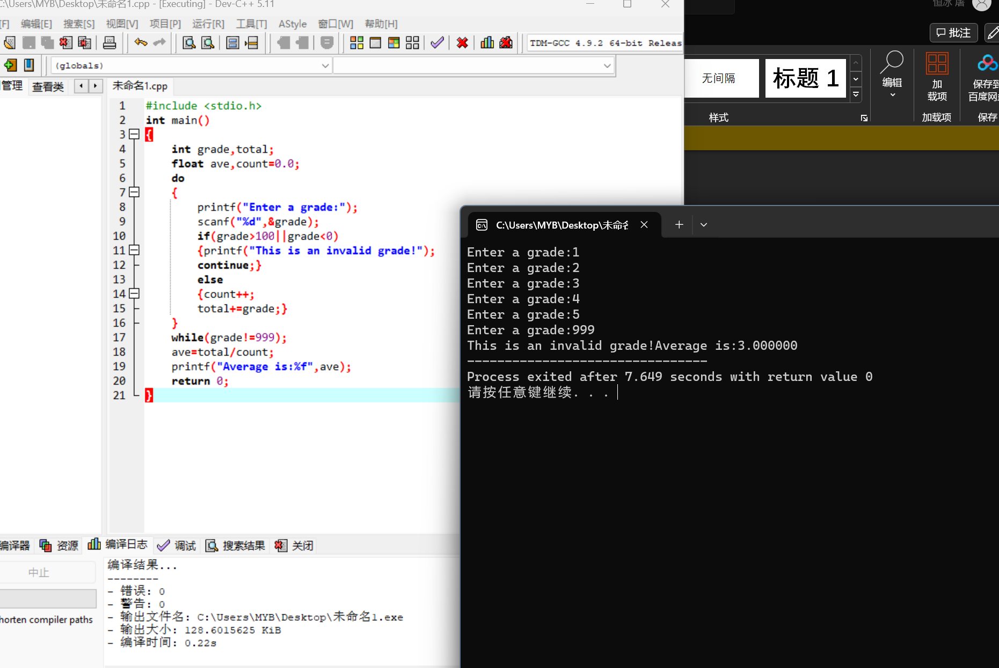 C:\Users\MYB\Desktop\未命名1.cpp - [Executing] - Dev-C++ 5.11
[F] 编辑[E] 搜索[S] 视图[V] 项目[P] 运行[R] 工具[T] AStyle 窗口[W] 帮助[H]
TDM-GCC 4.9.2 64-bit Releas
(globals)
管理 查看类 未命名1.cpp
1 #include <stdio.h>
2 int main()
3 {
4 int grade,total;
5 float ave,count=0.0;
6 do
7 {
8 printf("Enter a grade:");
9 scanf("%d",&grade);
10 if(grade>100||grade<0)
11 {printf("This is an invalid grade!");
12 continue;}
13 else
14 {count++;
15 total+=grade;}
16 }
17 while(grade!=999);
18 ave=total/count;
19 printf("Average is:%f",ave);
20 return 0;
21 }
编译器 资源 编译日志 调试 搜索结果 关闭
中止
horten compiler paths
编译结果...
--------
- 错误: 0
- 警告: 0
- 输出文件名: C:\Users\MYB\Desktop\未命名1.exe
- 输出大小: 128.6015625 KiB
- 编译时间: 0.22s
批注
无间隔
标题 1
样式
编辑
加
载项
加载项
保存到
百度网
保存
C:\Users\MYB\Desktop\未命名
Enter a grade:1
Enter a grade:2
Enter a grade:3
Enter a grade:4
Enter a grade:5
Enter a grade:999
This is an invalid grade!Average is:3.000000
--------------------------------
Process exited after 7.649 seconds with return value 0
请按任意键继续. . .